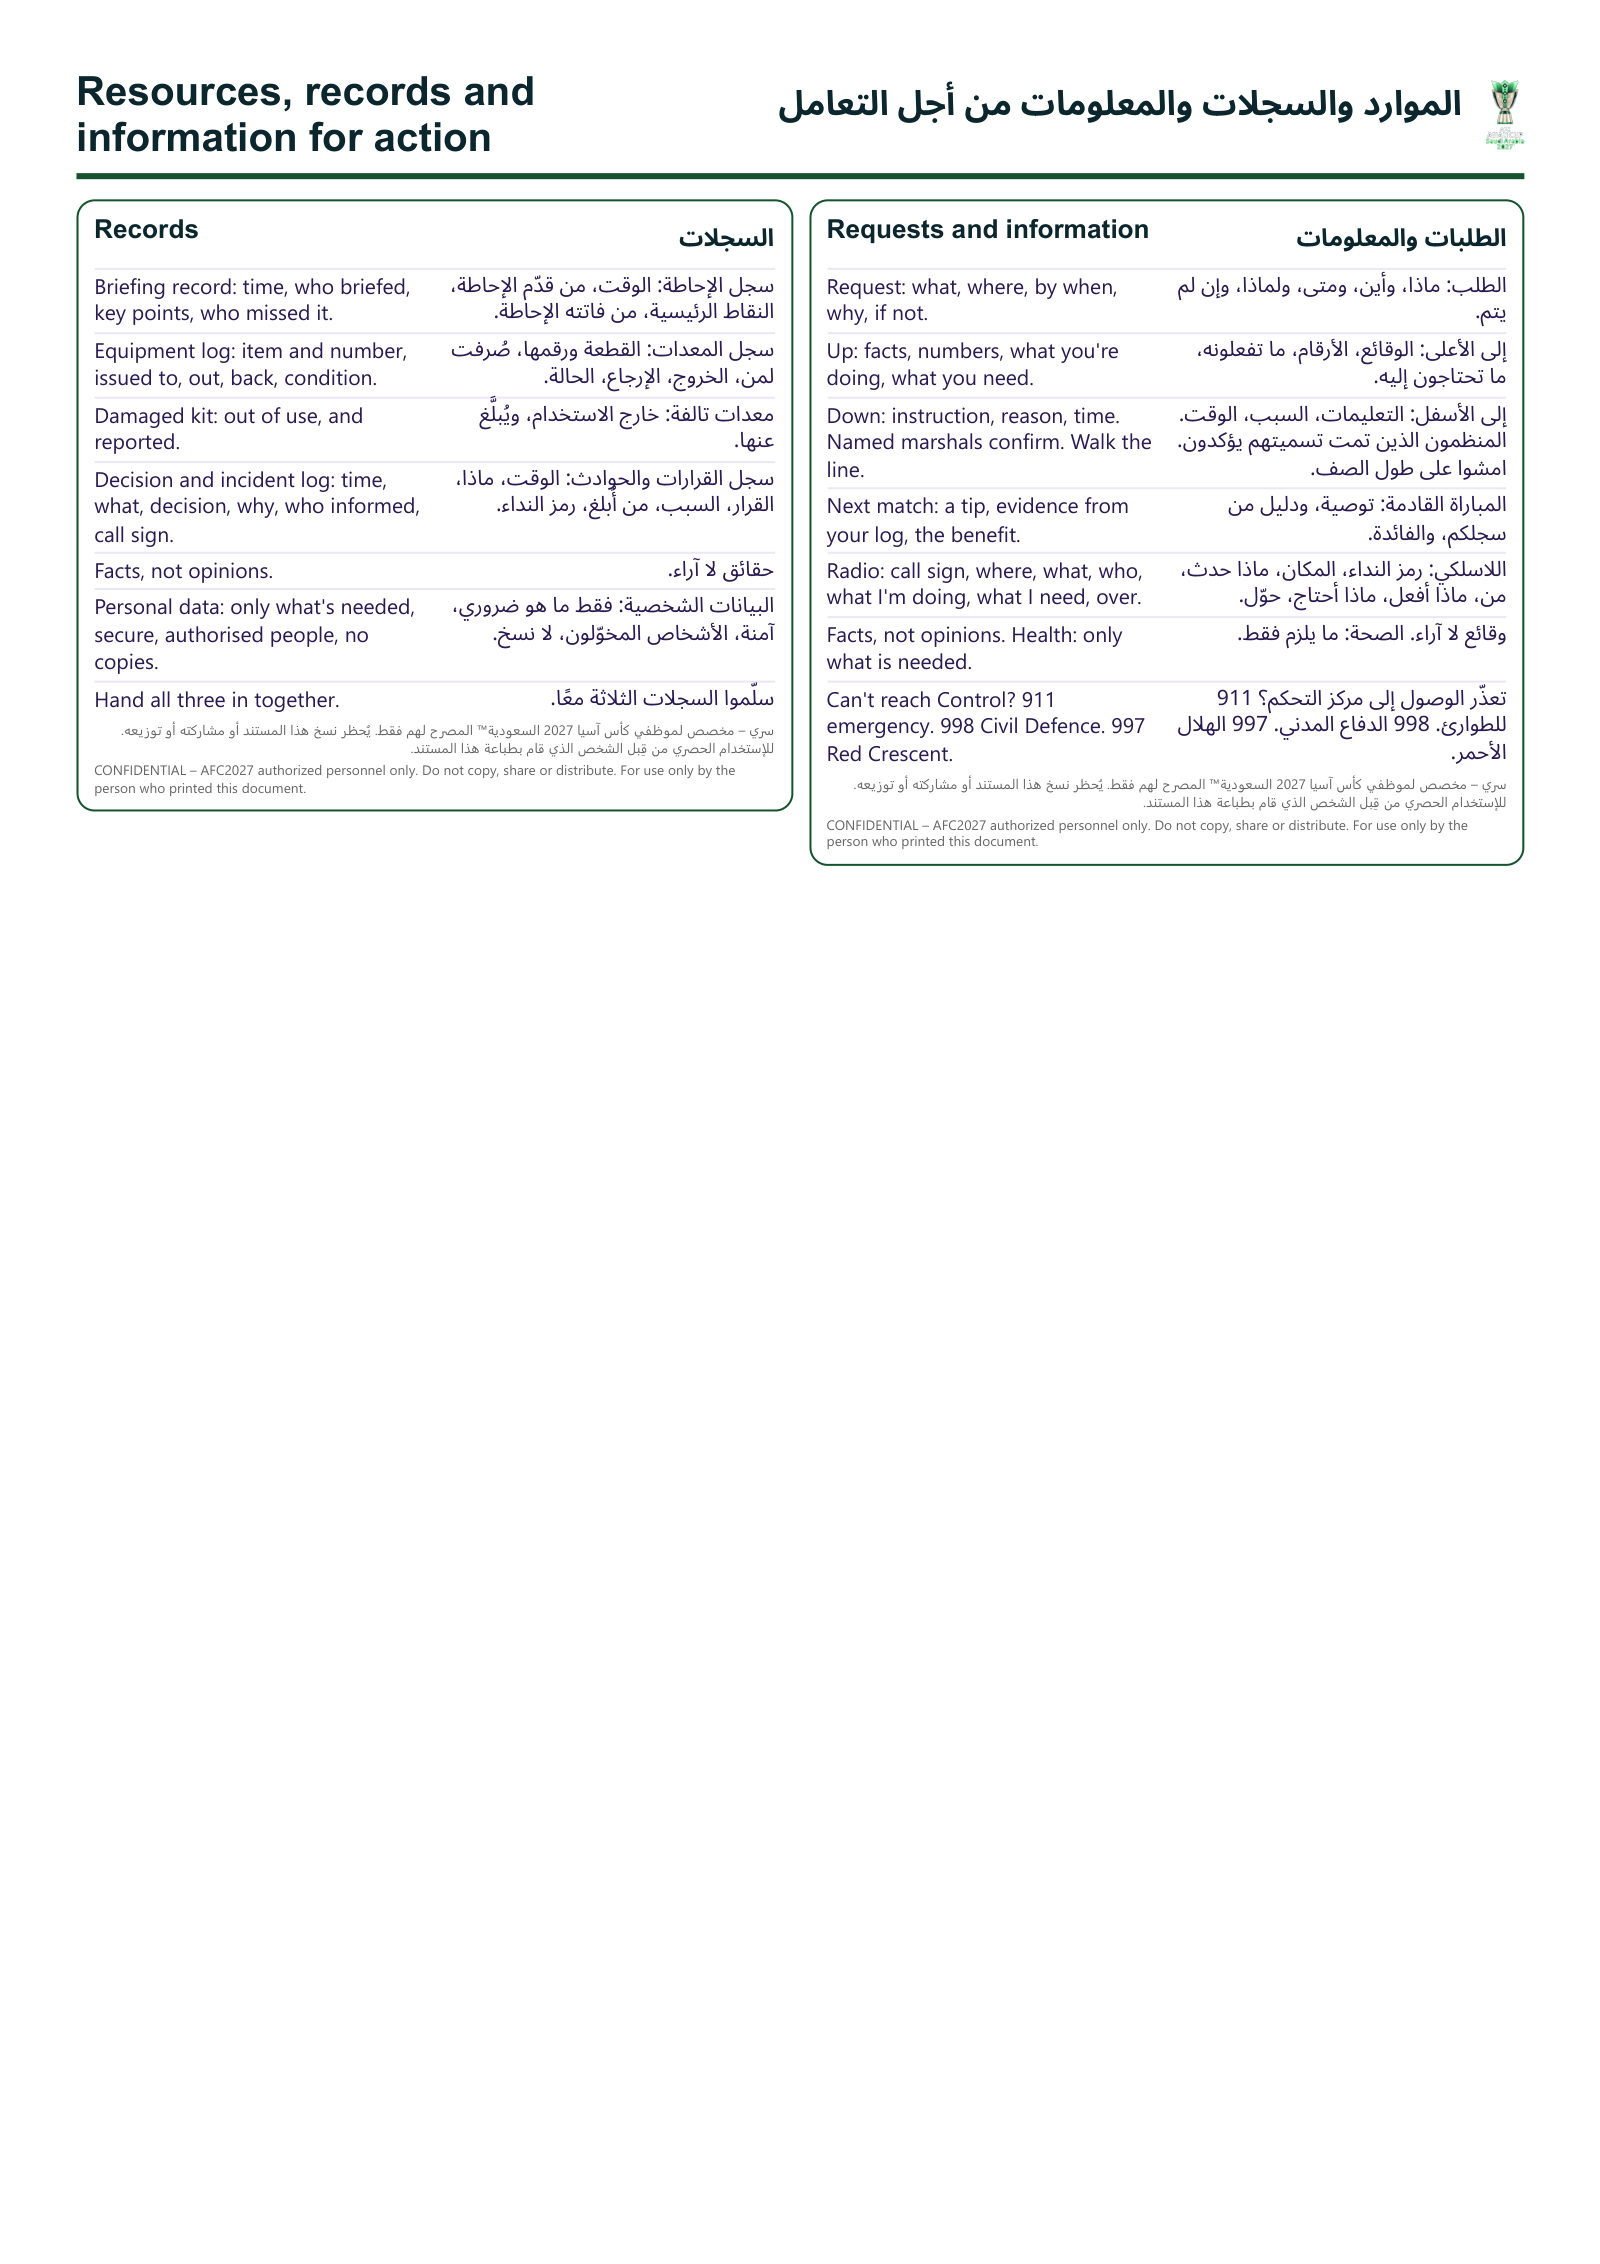 Resources, records and
information for action
الموارد والسجلات والمعلومات من أجل التعامل
Saudi Arabia
2027
Records
السجلات
Briefing record: time, who briefed,
key points, who missed it.
سجل الإحاطة: الوقت، من قدّم الإحاطة،
النقاط الرئيسية، من فاتته الإحاطة.
Equipment log: item and number,
issued to, out, back, condition.
سجل المعدات: القطعة ورقمها، صُرفت
لمن، الخروج، الإرجاع، الحالة.
Damaged kit: out of use, and
reported.
معدات تالفة: خارج الاستخدام، ويُبلَّغ
عنها.
Decision and incident log: time,
what, decision, why, who informed,
call sign.
سجل القرارات والحوادث: الوقت، ماذا،
القرار، السبب، من أُبلغ، رمز النداء.
Facts, not opinions.
حقائق لا آراء.
Personal data: only what's needed,
secure, authorised people, no
copies.
البيانات الشخصية: فقط ما هو ضروري،
آمنة، الأشخاص المخوّلون، لا نسخ.
Hand all three in together.
سلّموا السجلات الثلاثة معًا.
سري – مخصص لموظفي كأس آسيا 2027 السعودية™ المصرح لهم فقط. يُحظر نسخ هذا المستند أو مشاركته أو توزيعه.
للإستخدام الحصري من قِبل الشخص الذي قام بطباعة هذا المستند.
CONFIDENTIAL – AFC2027 authorized personnel only. Do not copy, share or distribute. For use only by the
person who printed this document.
Requests and information
الطلبات والمعلومات
Request: what, where, by when,
why, if not.
الطلب: ماذا، وأين، ومتى، ولماذا، وإن لم
يتم.
Up: facts, numbers, what you're
doing, what you need.
إلى الأعلى: الوقائع، الأرقام، ما تفعلونه،
ما تحتاجون إليه.
Down: instruction, reason, time.
Named marshals confirm. Walk the
line.
إلى الأسفل: التعليمات، السبب، الوقت.
المنظمون الذين تمت تسميتهم يؤكدون.
امشوا على طول الصف.
Next match: a tip, evidence from
your log, the benefit.
المباراة القادمة: توصية، ودليل من
سجلكم، والفائدة.
Radio: call sign, where, what, who,
what I'm doing, what I need, over.
اللاسلكي: رمز النداء، المكان، ماذا حدث،
من، ماذا أفعل، ماذا أحتاج، حوّل.
Facts, not opinions. Health: only
what is needed.
وقائع لا آراء. الصحة: ما يلزم فقط.
Can't reach Control? 911
emergency. 998 Civil Defence. 997
Red Crescent.
تعذّر الوصول إلى مركز التحكم؟ 911
للطوارئ. 998 الدفاع المدني. 997 الهلال
الأحمر.
سري – مخصص لموظفي كأس آسيا 2027 السعودية™ المصرح لهم فقط. يُحظر نسخ هذا المستند أو مشاركته أو توزيعه.
للإستخدام الحصري من قِبل الشخص الذي قام بطباعة هذا المستند.
CONFIDENTIAL – AFC2027 authorized personnel only. Do not copy, share or distribute. For use only by the
person who printed this document.